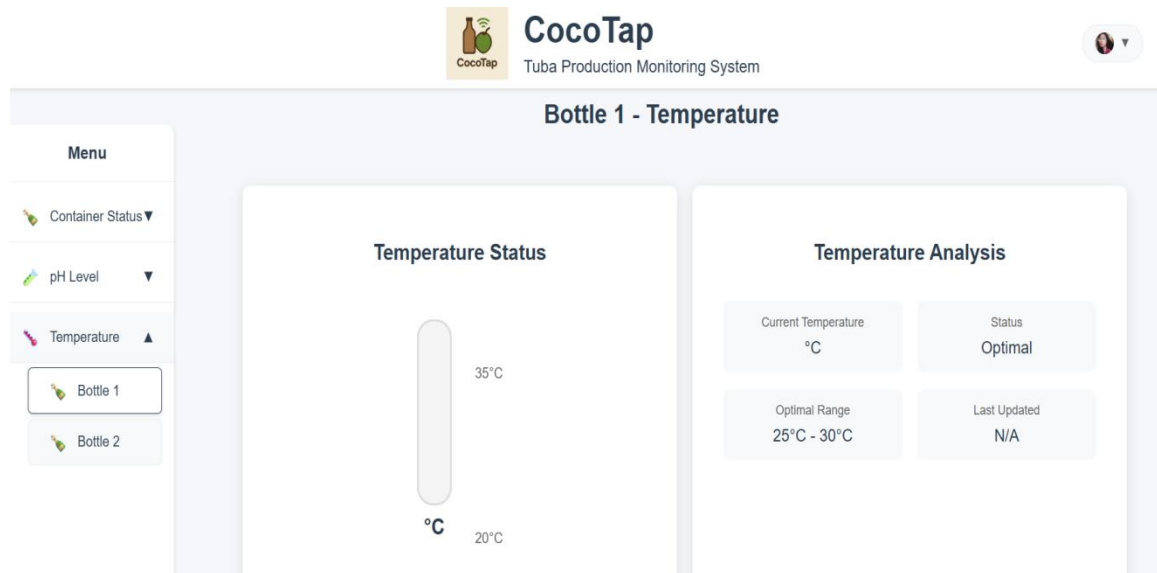 CocoTap
CocoTap
Tuba Production Monitoring System
Bottle 1 - Temperature
Menu
Container Status▼
pH Level ▼
Temperature ▲
Bottle 1
Bottle 2
Temperature Status
35°C
°C
20°C
Temperature Analysis
Current Temperature
°C
Status
Optimal
Optimal Range
25°C - 30°C
Last Updated
N/A